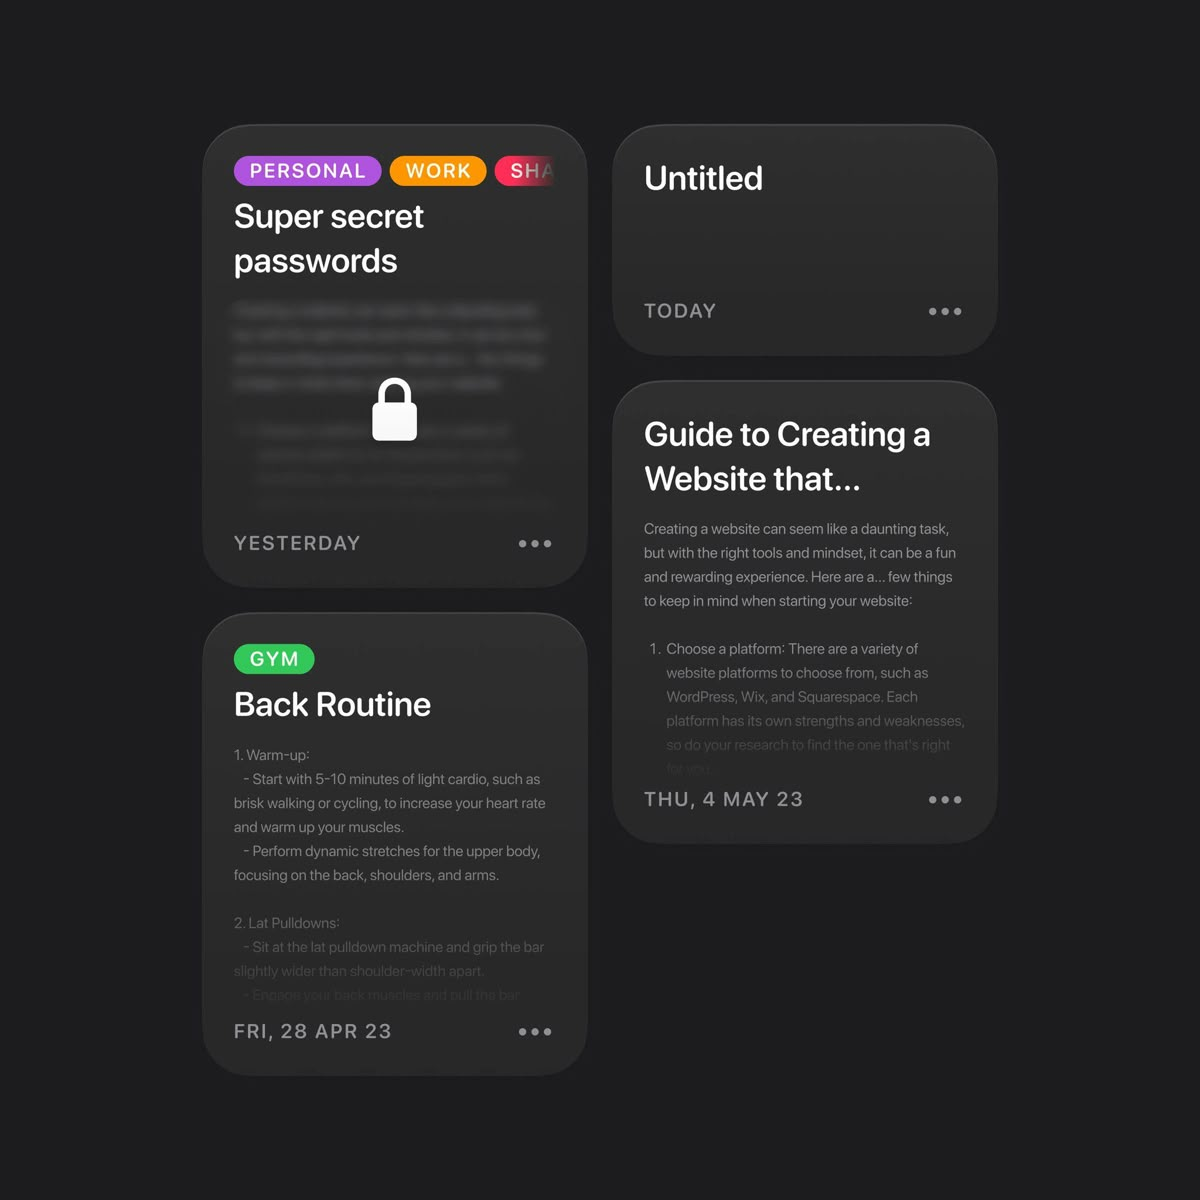 PERSONAL WORK SHA
Super secret
passwords
YESTERDAY
GYM
Back Routine
1. Warm-up:
- Start with 5-10 minutes of light cardio, such as
brisk walking or cycling, to increase your heart rate
and warm up your muscles.
- Perform dynamic stretches for the upper body,
focusing on the back, shoulders, and arms.
2. Lat Pulldowns:
- Sit at the lat pulldown machine and grip the bar
slightly wider than shoulder-width apart.
- Engage your back muscles and pull the bar
FRI, 28 APR 23
Untitled
TODAY
Guide to Creating a
Website that...
Creating a website can seem like a daunting task,
but with the right tools and mindset, it can be a fun
and rewarding experience. Here are a... few things
to keep in mind when starting your website:
1. Choose a platform: There are a variety of
website platforms to choose from, such as
WordPress, Wix, and Squarespace. Each
platform has its own strengths and weaknesses,
so do your research to find the one that's right
for you...
THU, 4 MAY 23